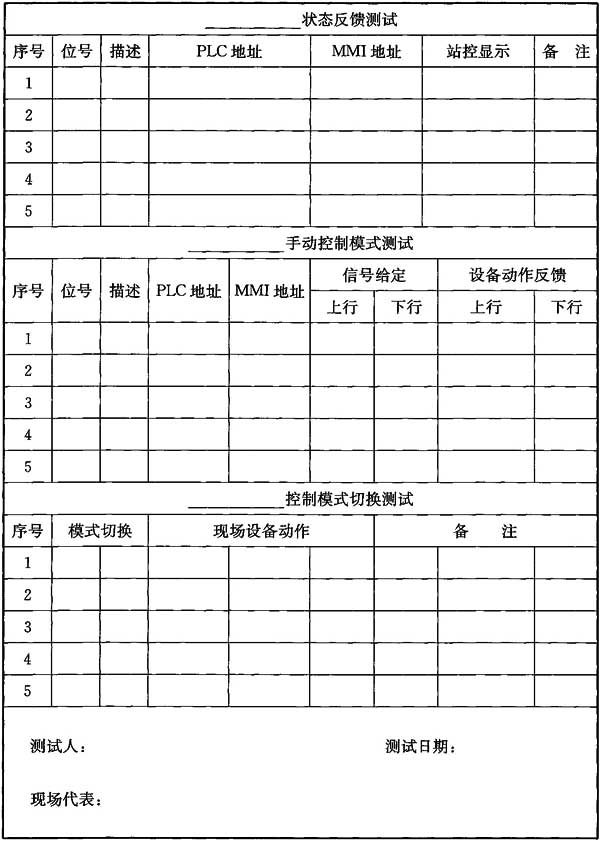 __________状态反馈测试
序号 位号 描述 PLC 地址 MMI 地址 站控显示 备 注
1
2
3
4
5
__________手动控制模式测试
序号 位号 描述 PLC 地址 MMI 地址 信号给定 设备动作反馈
上行 下行 上行 下行
1
2
3
4
5
__________控制模式切换测试
序号 模式切换 现场设备动作 备 注
1
2
3
4
5
测试人： 测试日期：
现场代表：